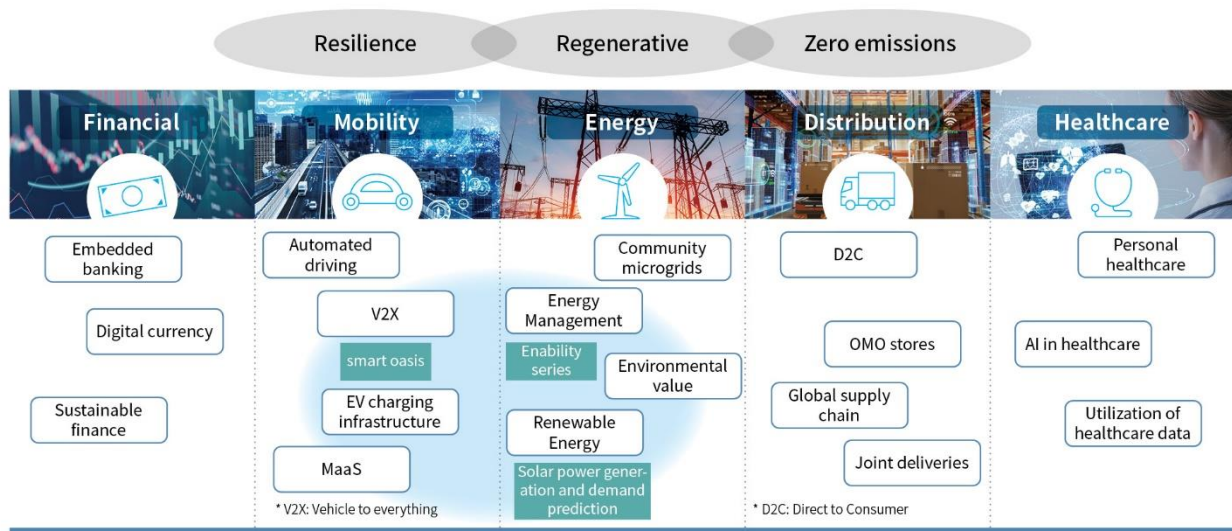 Resilience
Regenerative
Zero emissions
Financial
Mobility
Energy
Distribution
Healthcare
Embedded
banking
Digital currency
Sustainable
finance
Automated
driving
V2X
smart oasis
EV charging
infrastructure
MaaS
* V2X: Vehicle to everything
Community
microgrids
Energy
Management
Enability
series
Environmental
value
Renewable
Energy
Solar power gener-
ation and demand
prediction
D2C
OMO stores
Global supply
chain
Joint deliveries
* D2C: Direct to Consumer
Personal
healthcare
AI in healthcare
Utilization of
healthcare data